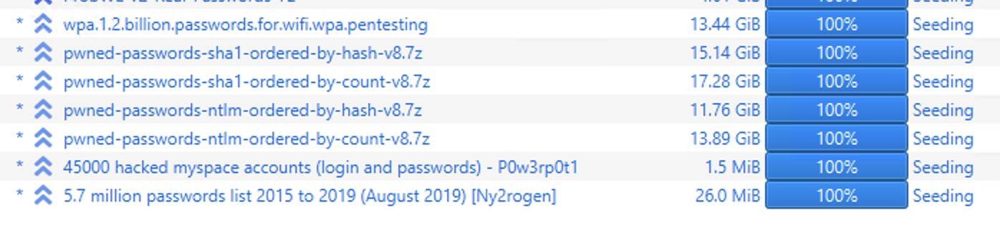 * wpa.1.2.billion.passwords.for.wifi.wpa.pentesting 13.44 GiB 100% Seeding
* pwned-passwords-sha1-ordered-by-hash-v8.7z 15.14 GiB 100% Seeding
* pwned-passwords-sha1-ordered-by-count-v8.7z 17.28 GiB 100% Seeding
* pwned-passwords-ntlm-ordered-by-hash-v8.7z 11.76 GiB 100% Seeding
* pwned-passwords-ntlm-ordered-by-count-v8.7z 13.89 GiB 100% Seeding
* 45000 hacked myspace accounts (login and passwords) - P0w3rp0t1 1.5 MiB 100% Seeding
* 5.7 million passwords list 2015 to 2019 (August 2019) [Ny2rogen] 26.0 MiB 100% Seeding